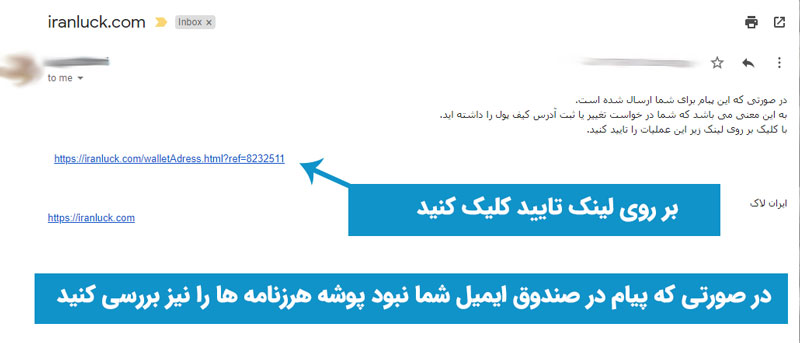 iranluck.com
Inbox ×
to me
در صورتی که این پیام برای شما ارسال شده است.
به این معنی می باشد که شما در خواست تغییر یا ثبت آدرس کیف پول را داشته اید.
با کلیک بر روی لینک زیر این عملیات را تایید کنید.
https://iranluck.com/walletAdress.html?ref=8232511
بر روی لینک تایید کلیک کنید
ایران لاک
https://iranluck.com
در صورتی که پیام در صندوق ایمیل شما نبود پوشه هرزنامه ها را نیز بررسی کنید